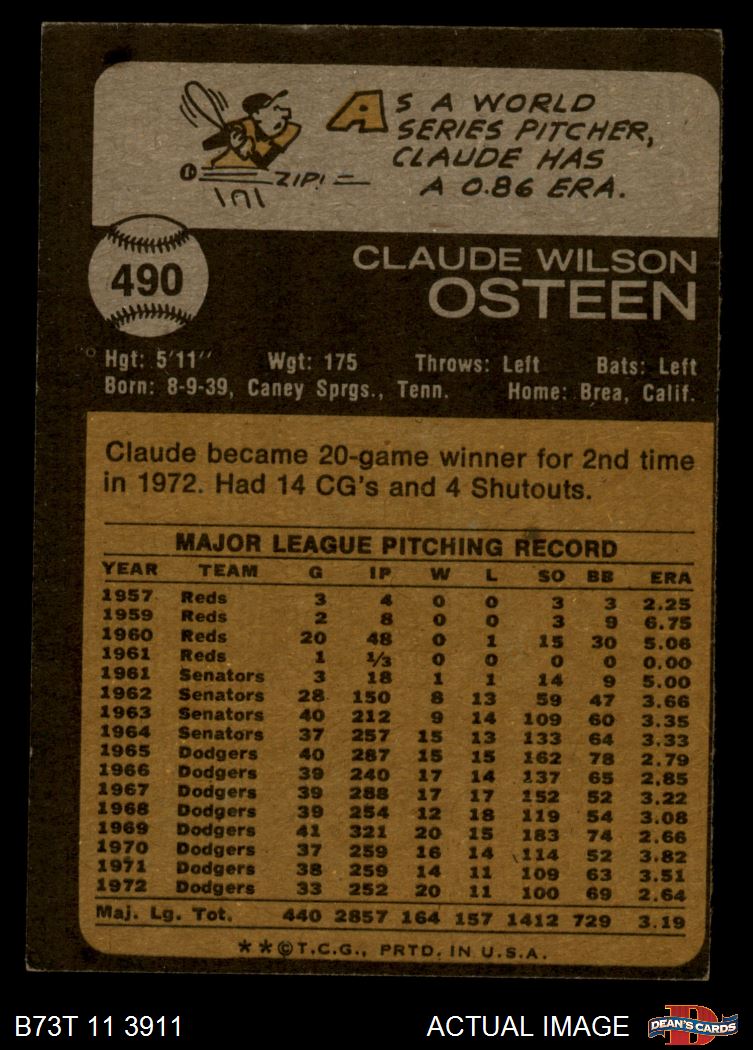 AS A WORLD
SERIES PITCHER,
CLAUDE HAS
A 0.86 ERA.
ZIP!
490
CLAUDE WILSON
OSTEEN
Hgt: 5'11'' Wgt: 175 Throws: Left Bats: Left
Born: 8-9-39, Caney Sprgs., Tenn. Home: Brea, Calif.
Claude became 20-game winner for 2nd time
in 1972. Had 14 CG's and 4 Shutouts.
MAJOR LEAGUE PITCHING RECORD
YEAR TEAM G IP W L SO BB ERA
1957 Reds 3 4 0 0 3 3 2.25
1959 Reds 2 8 0 0 3 9 6.75
1960 Reds 20 48 0 1 15 30 5.06
1961 Reds 1 1/3 0 0 0 0 0.00
1961 Senators 3 18 1 1 14 9 5.00
1962 Senators 28 150 8 13 59 47 3.66
1963 Senators 40 212 9 14 109 60 3.35
1964 Senators 37 257 15 13 133 64 3.33
1965 Dodgers 40 287 15 15 162 78 2.79
1966 Dodgers 39 240 17 14 137 65 2.85
1967 Dodgers 39 288 17 17 152 52 3.22
1968 Dodgers 39 254 12 18 119 54 3.08
1969 Dodgers 41 321 20 15 183 74 2.66
1970 Dodgers 37 259 16 14 114 52 3.82
1971 Dodgers 38 259 14 11 109 63 3.51
1972 Dodgers 33 252 20 11 100 69 2.64
Maj. Lg. Tot. 440 2857 164 157 1412 729 3.19
**©T.C.G., PRTD. IN U.S.A.
B73T 11 3911 ACTUAL IMAGE
D
DEAN'S CARDS